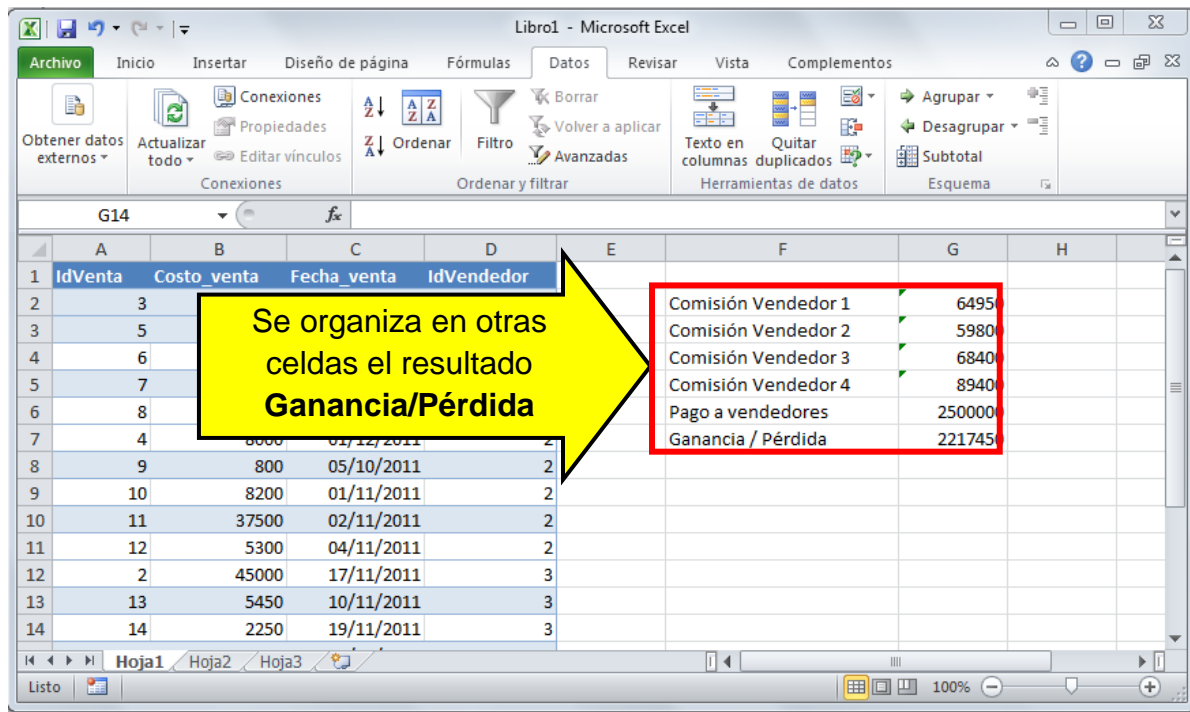 Libro1 - Microsoft Excel
Archivo Inicio Insertar Diseño de página Fórmulas Datos Revisar Vista Complementos
Obtener datos externos
Actualizar todo
Conexiones
Propiedades
Editar vínculos
Conexiones
Ordenar
Filtro
Borrar
Volver a aplicar
Avanzadas
Ordenar y filtrar
Texto en columnas
Quitar duplicados
Herramientas de datos
Agrupar
Desagrupar
Subtotal
Esquema
G14 fx
A B C D E F G H
1 IdVenta Costo_venta Fecha_venta IdVendedor
2 3 Comisión Vendedor 1 64950
3 5 Comisión Vendedor 2 59800
4 6 Comisión Vendedor 3 68400
5 7 Comisión Vendedor 4 89400
6 8 Pago a vendedores 2500000
7 4 8000 01/12/2011 2 Ganancia / Pérdida 2217450
8 9 800 05/10/2011 2
9 10 8200 01/11/2011 2
10 11 37500 02/11/2011 2
11 12 5300 04/11/2011 2
12 2 45000 17/11/2011 3
13 13 5450 10/11/2011 3
14 14 2250 19/11/2011 3
Se organiza en otras
celdas el resultado
Ganancia/Pérdida
Hoja1 Hoja2 Hoja3
Listo 100%